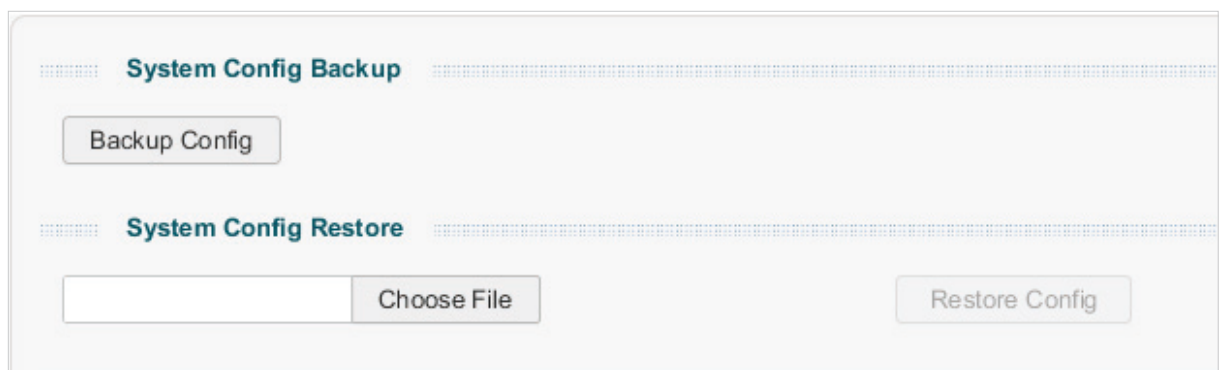 System Config Backup
Backup Config
System Config Restore
Choose File Restore Config